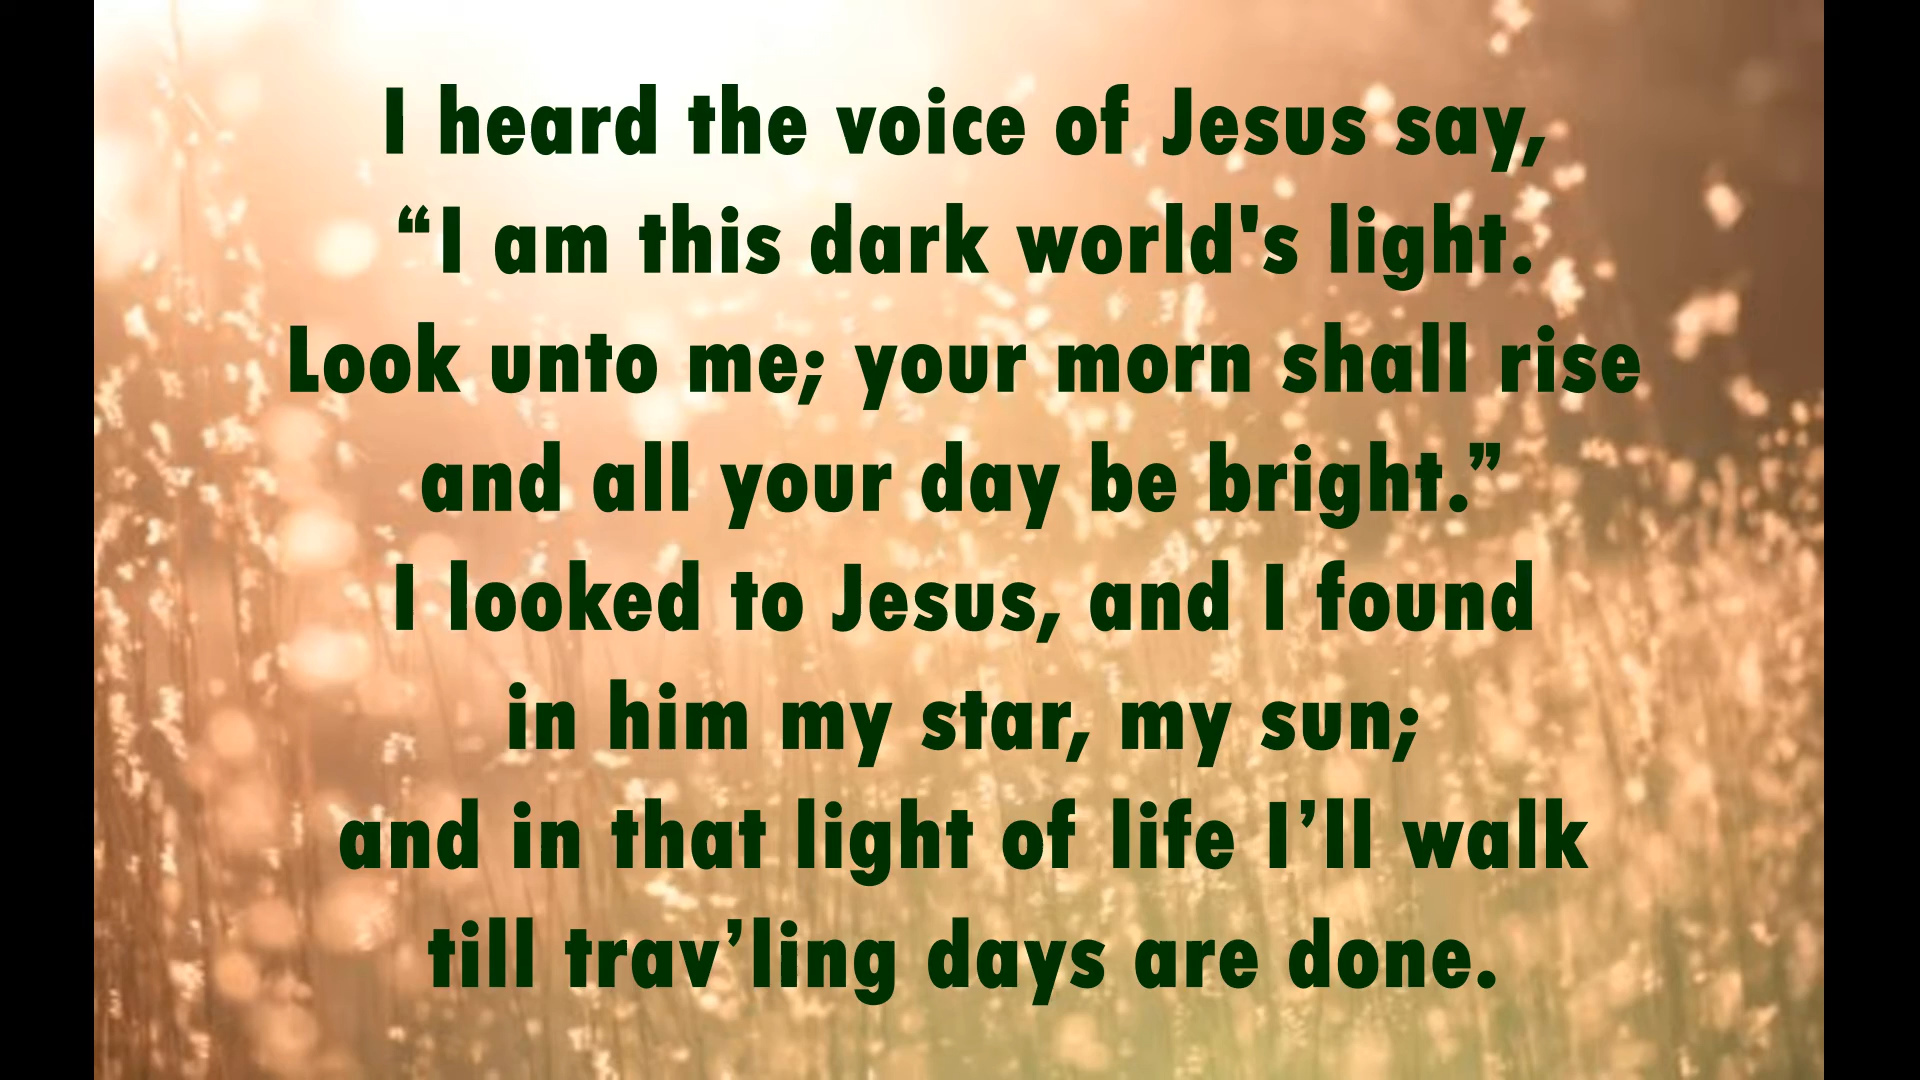 I heard the voice of Jesus say,
“I am this dark world's light.
Look unto me; your morn shall rise
and all your day be bright.”
I looked to Jesus, and I found
in him my star, my sun;
and in that light of life I’ll walk
till trav’ling days are done.